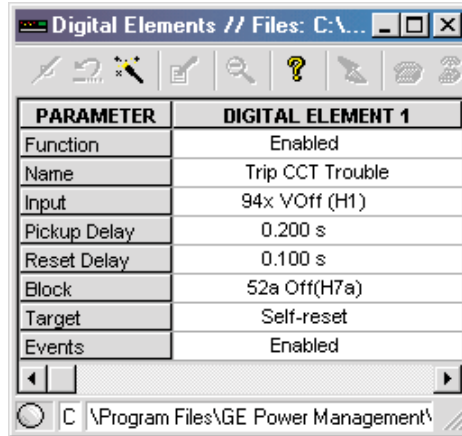 Digital Elements // Files: C:\...
PARAMETER DIGITAL ELEMENT 1
Function Enabled
Name Trip CCT Trouble
Input 94x VOff (H1)
Pickup Delay 0.200 s
Reset Delay 0.100 s
Block 52a Off(H7a)
Target Self-reset
Events Enabled
C \Program Files\GE Power Management\